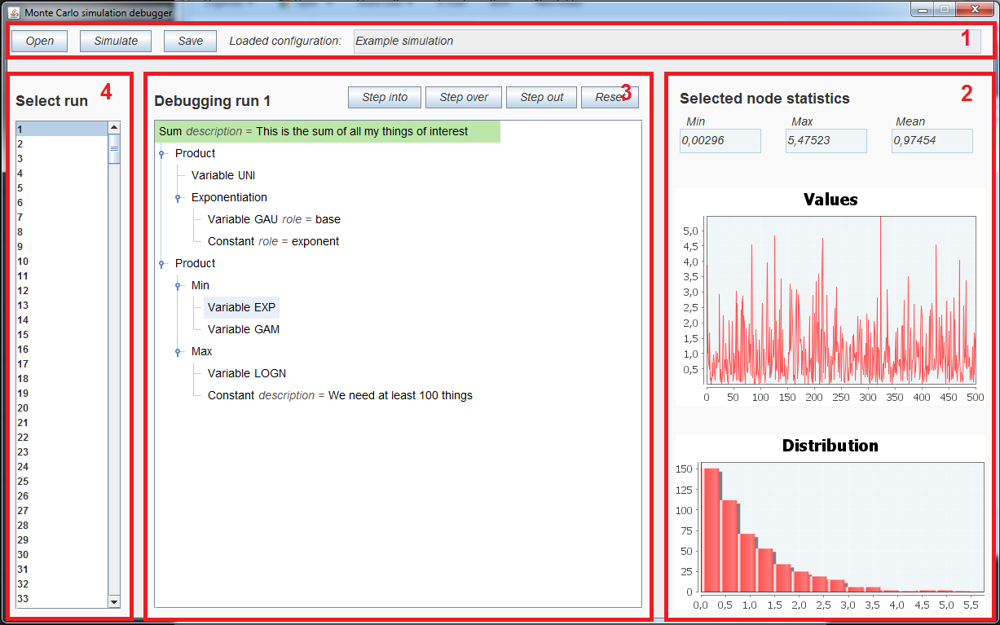 Monte Carlo simulation debugger
Open Simulate Save Loaded configuration: Example simulation 1
Select run 4
1
2
3
4
5
6
7
8
9
10
11
12
13
14
15
16
17
18
19
20
21
22
23
24
25
26
27
28
29
30
31
32
33
Debugging run 1 Step into Step over Step out Reset 3
Sum description = This is the sum of all my things of interest
Product
Variable UNI
Exponentiation
Variable GAU role = base
Constant role = exponent
Product
Min
Variable EXP
Variable GAM
Max
Variable LOGN
Constant description = We need at least 100 things
Selected node statistics 2
Min Max Mean
0,00296 5,47523 0,97454
Values
5,0
4,5
4,0
3,5
3,0
2,5
2,0
1,5
1,0
0,5
0 50 100 150 200 250 300 350 400 450 500
Distribution
150
125
100
75
50
25
0
0,0 0,5 1,0 1,5 2,0 2,5 3,0 3,5 4,0 4,5 5,0 5,5